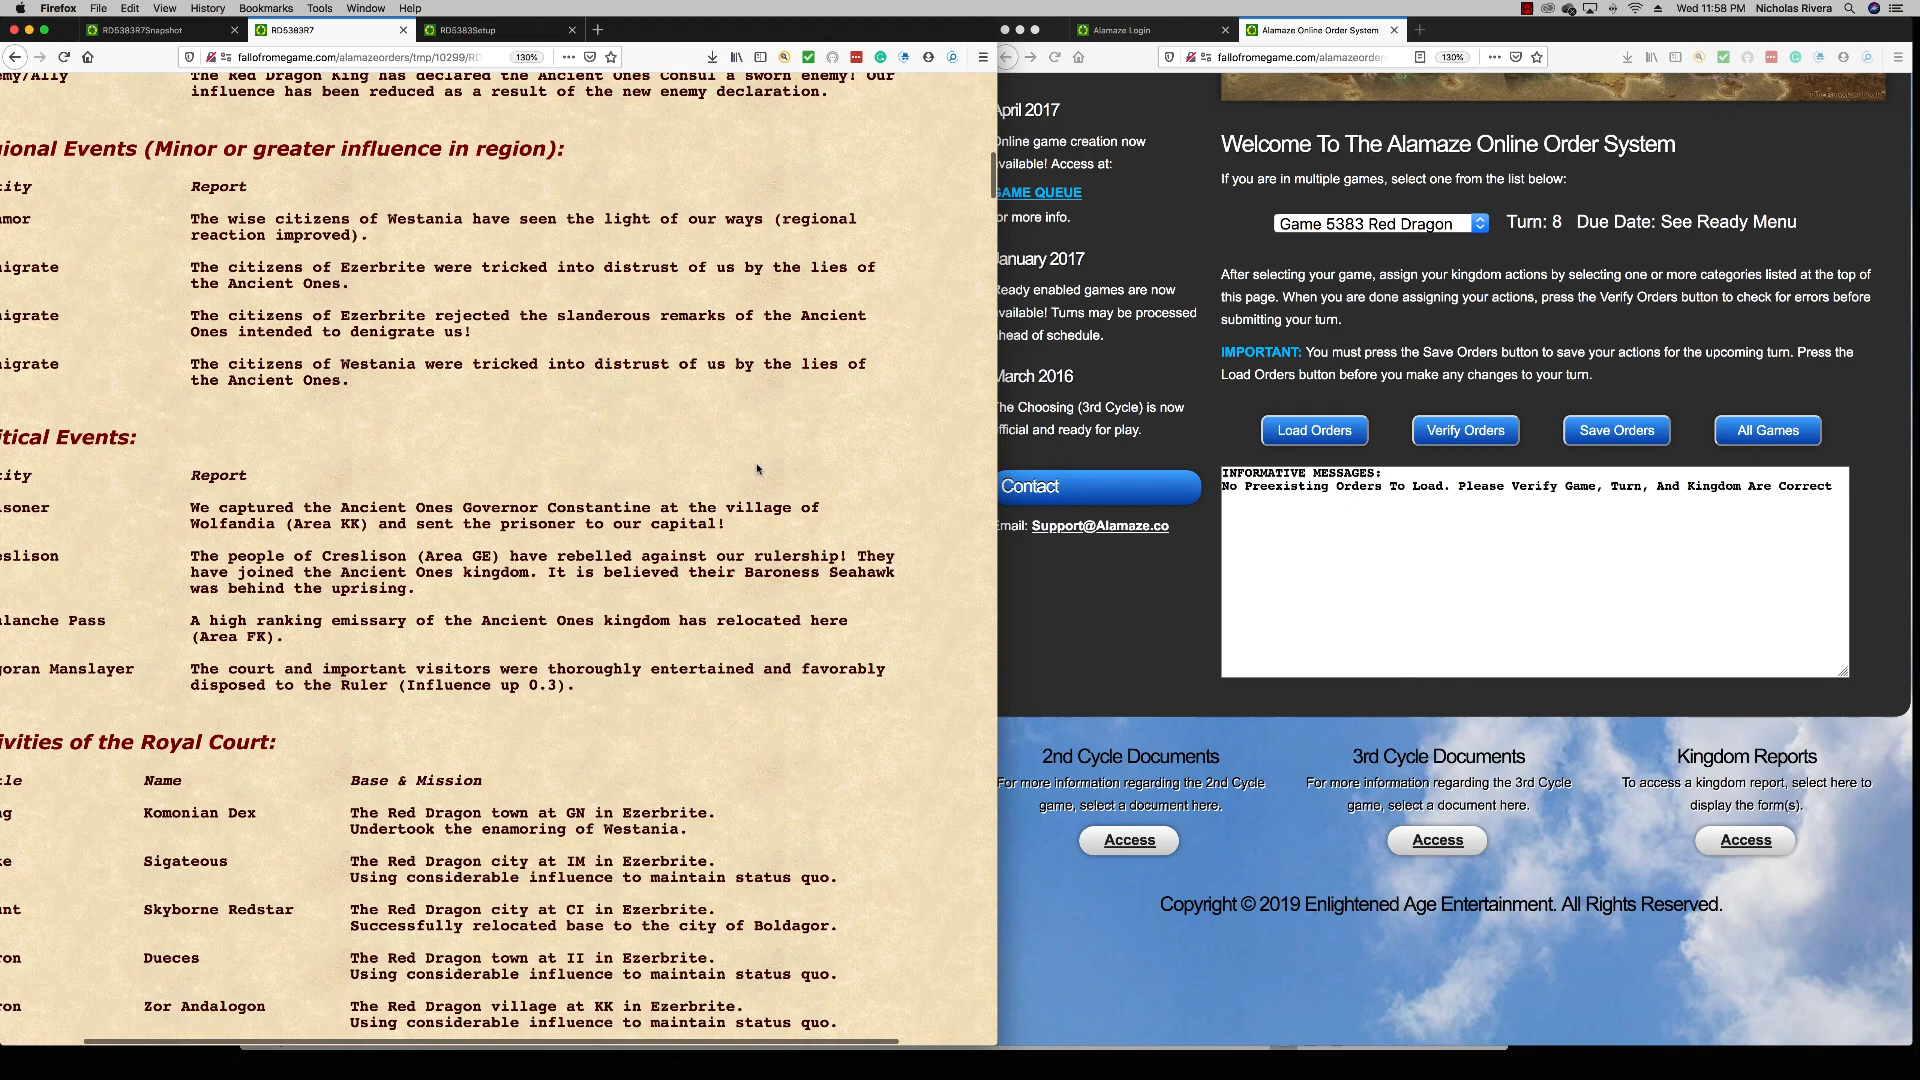 Firefox File Edit View History Bookmarks Tools Window Help Wed 11:58 PM Nicholas Rivera
RD5383R7Snapshot RD5383R7 RD5383Setup
fallofromegame.com/alamazeorders/tmp/10299/RD 130%
emy/Ally The Red Dragon King has declared the Ancient Ones Consul a sworn enemy! Our
influence has been reduced as a result of the new enemy declaration.
ional Events (Minor or greater influence in region):
ity Report
mor The wise citizens of Westania have seen the light of our ways (regional
reaction improved).
igrate The citizens of Ezerbrite were tricked into distrust of us by the lies of
the Ancient Ones.
igrate The citizens of Ezerbrite rejected the slanderous remarks of the Ancient
Ones intended to denigrate us!
igrate The citizens of Westania were tricked into distrust of us by the lies of
the Ancient Ones.
itical Events:
ity Report
soner We captured the Ancient Ones Governor Constantine at the village of
Wolfandia (Area KK) and sent the prisoner to our capital!
eslison The people of Creslison (Area GE) have rebelled against our rulership! They
have joined the Ancient Ones kingdom. It is believed their Baroness Seahawk
was behind the uprising.
alanche Pass A high ranking emissary of the Ancient Ones kingdom has relocated here
(Area FK).
goran Manslayer The court and important visitors were thoroughly entertained and favorably
disposed to the Ruler (Influence up 0.3).
ivities of the Royal Court:
le Name Base & Mission
g Komonian Dex The Red Dragon town at GN in Ezerbrite.
Undertook the enamoring of Westania.
ke Sigateous The Red Dragon city at IM in Ezerbrite.
Using considerable influence to maintain status quo.
nt Skyborne Redstar The Red Dragon city at CI in Ezerbrite.
Successfully relocated base to the city of Boldagor.
on Dueces The Red Dragon town at II in Ezerbrite.
Using considerable influence to maintain status quo.
on Zor Andalogon The Red Dragon village at KK in Ezerbrite.
Using considerable influence to maintain status quo.
Alamaze Login Alamaze Online Order System
fallofromegame.com/alamazeorder 130%
April 2017
Online game creation now
available! Access at:
GAME QUEUE
for more info.
January 2017
Ready enabled games are now
available! Turns may be processed
ahead of schedule.
March 2016
The Choosing (3rd Cycle) is now
official and ready for play.
Contact
Email: Support@Alamaze.co
Welcome To The Alamaze Online Order System
If you are in multiple games, select one from the list below:
Game 5383 Red Dragon Turn: 8 Due Date: See Ready Menu
After selecting your game, assign your kingdom actions by selecting one or more categories listed at the top of
this page. When you are done assigning your actions, press the Verify Orders button to check for errors before
submitting your turn.
IMPORTANT: You must press the Save Orders button to save your actions for the upcoming turn. Press the
Load Orders button before you make any changes to your turn.
Load Orders Verify Orders Save Orders All Games
INFORMATIVE MESSAGES:
No Preexisting Orders To Load. Please Verify Game, Turn, And Kingdom Are Correct
2nd Cycle Documents
For more information regarding the 2nd Cycle
game, select a document here.
Access
3rd Cycle Documents
For more information regarding the 3rd Cycle
game, select a document here.
Access
Kingdom Reports
To access a kingdom report, select here to
display the form(s).
Access
Copyright © 2019 Enlightened Age Entertainment. All Rights Reserved.